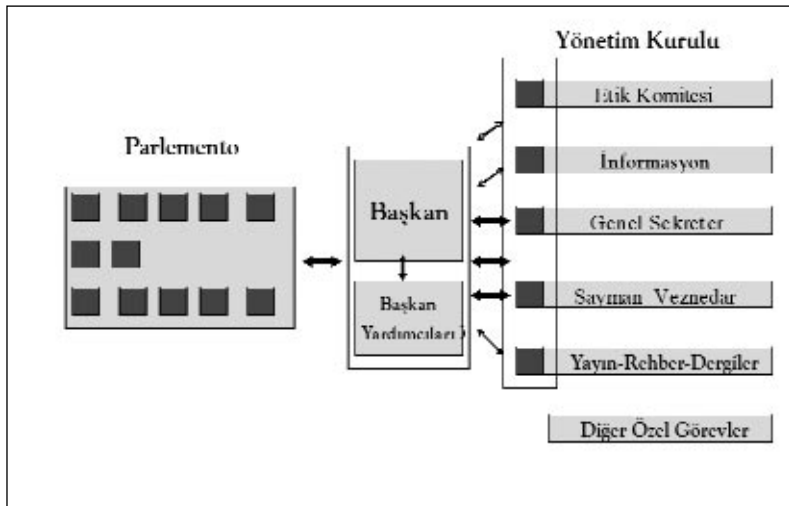 Yönetim Kurulu
Etik Komitesi
Parlemento
İnformasyon
Başkan
Genel Sekreter
Başkan
Yardımcıları 3
Sayman Veznedar
Yayın-Rehber-Dergiler
Diğer Özel Görevler